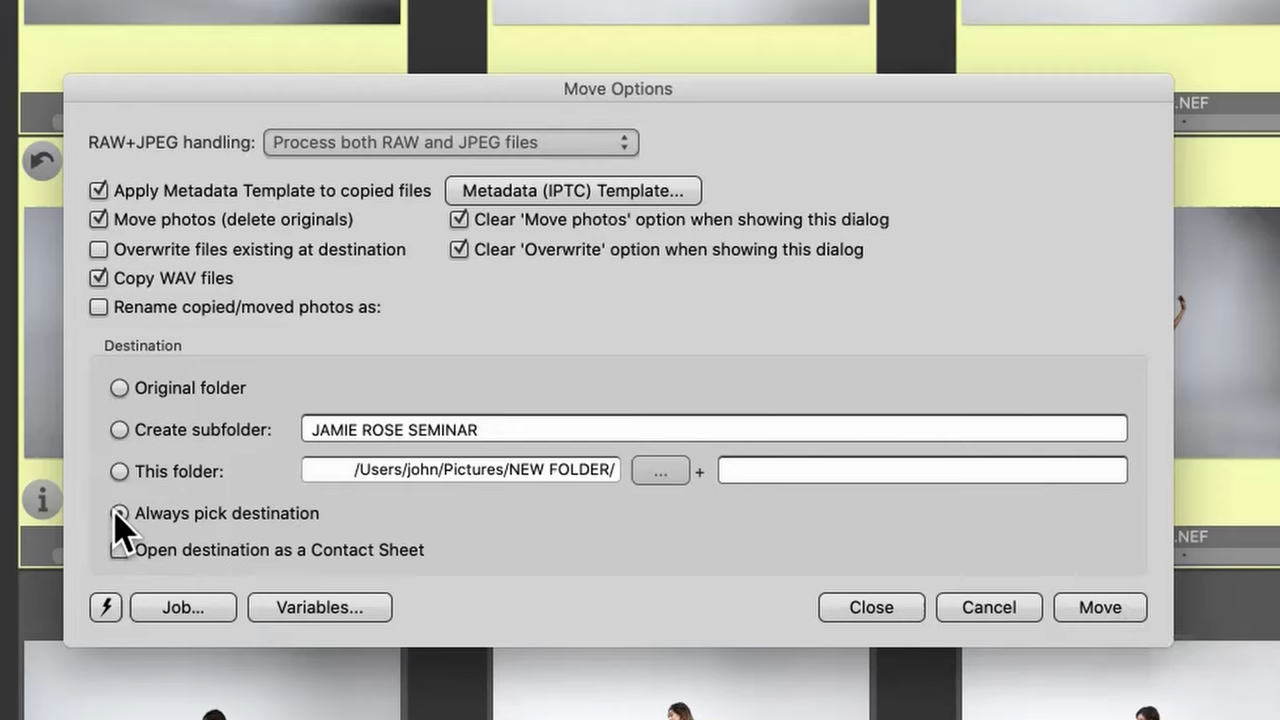 Move Options
.NEF
RAW+JPEG handling: Process both RAW and JPEG files
Apply Metadata Template to copied files Metadata (IPTC) Template...
Move photos (delete originals) Clear 'Move photos' option when showing this dialog
Overwrite files existing at destination Clear 'Overwrite' option when showing this dialog
Copy WAV files
Rename copied/moved photos as:
Destination
Original folder
Create subfolder: JAMIE ROSE SEMINAR
This folder: /Users/john/Pictures/NEW FOLDER/ ... +
Always pick destination
.NEF
Open destination as a Contact Sheet
Job... Variables... Close Cancel Move